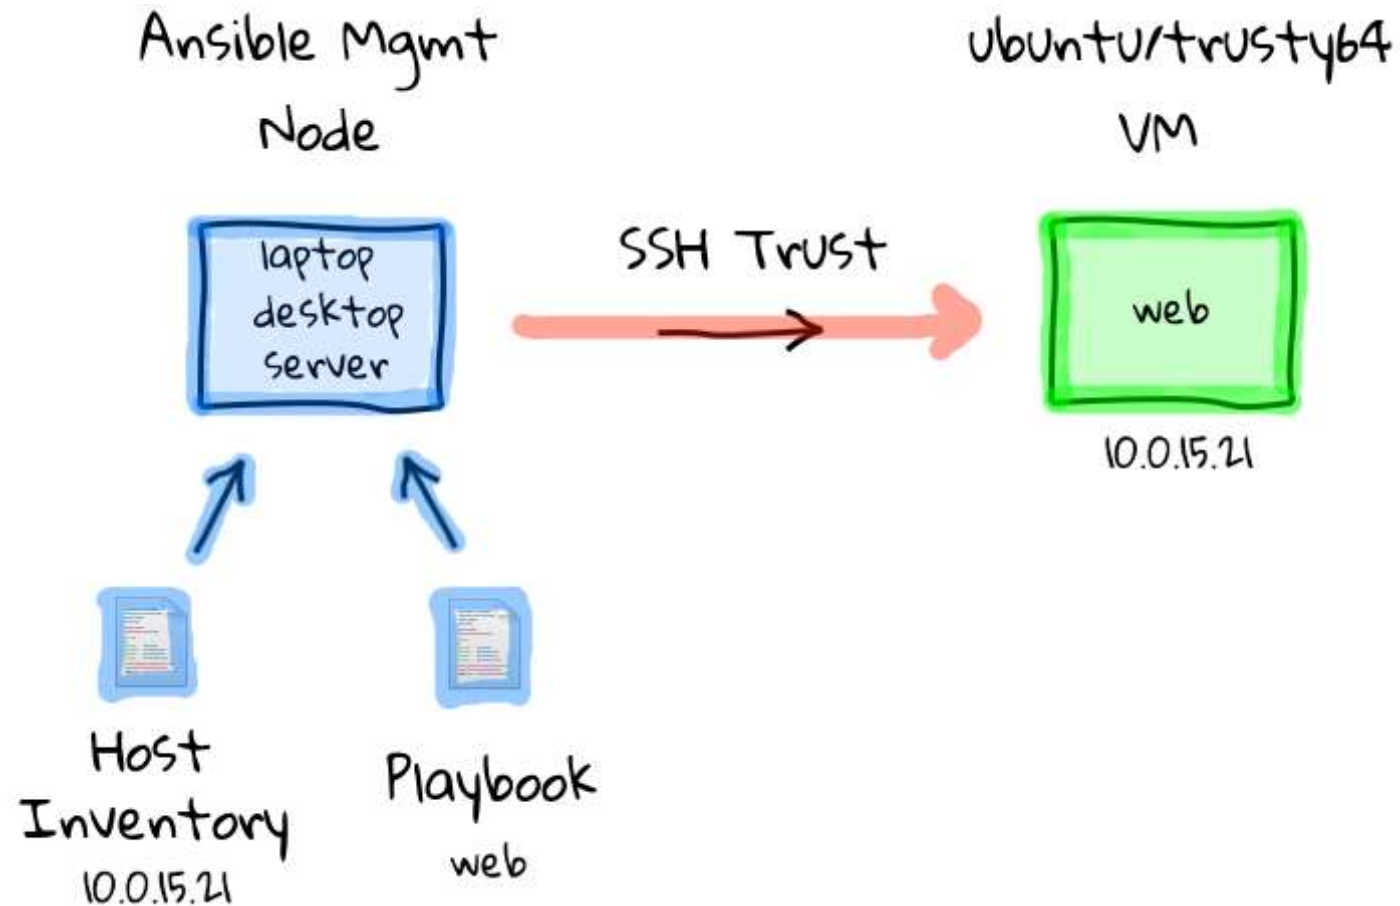 Ansible Mgmt
Node
ubuntu/trusty64
VM
laptop
desktop
server
SSH Trust
web
10.0.15.21
Host
Inventory
10.0.15.21
Playbook
web